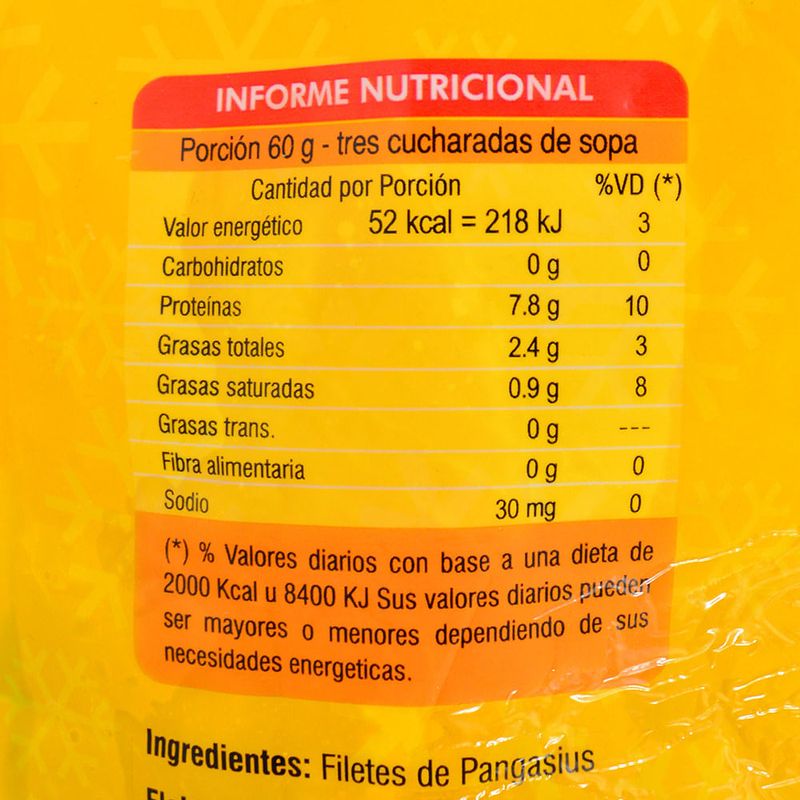 INFORME NUTRICIONAL
Porción 60 g - tres cucharadas de sopa
Cantidad por Porción %VD (*)
Valor energético 52 kcal = 218 kJ 3
Carbohidratos 0 g 0
Proteínas 7.8 g 10
Grasas totales 2.4 g 3
Grasas saturadas 0.9 g 8
Grasas trans. 0 g ---
Fibra alimentaria 0 g 0
Sodio 30 mg 0
(*) % Valores diarios con base a una dieta de
2000 Kcal u 8400 KJ Sus valores diarios pueden
ser mayores o menores dependiendo de sus
necesidades energeticas.
Ingredientes: Filetes de Pangasius